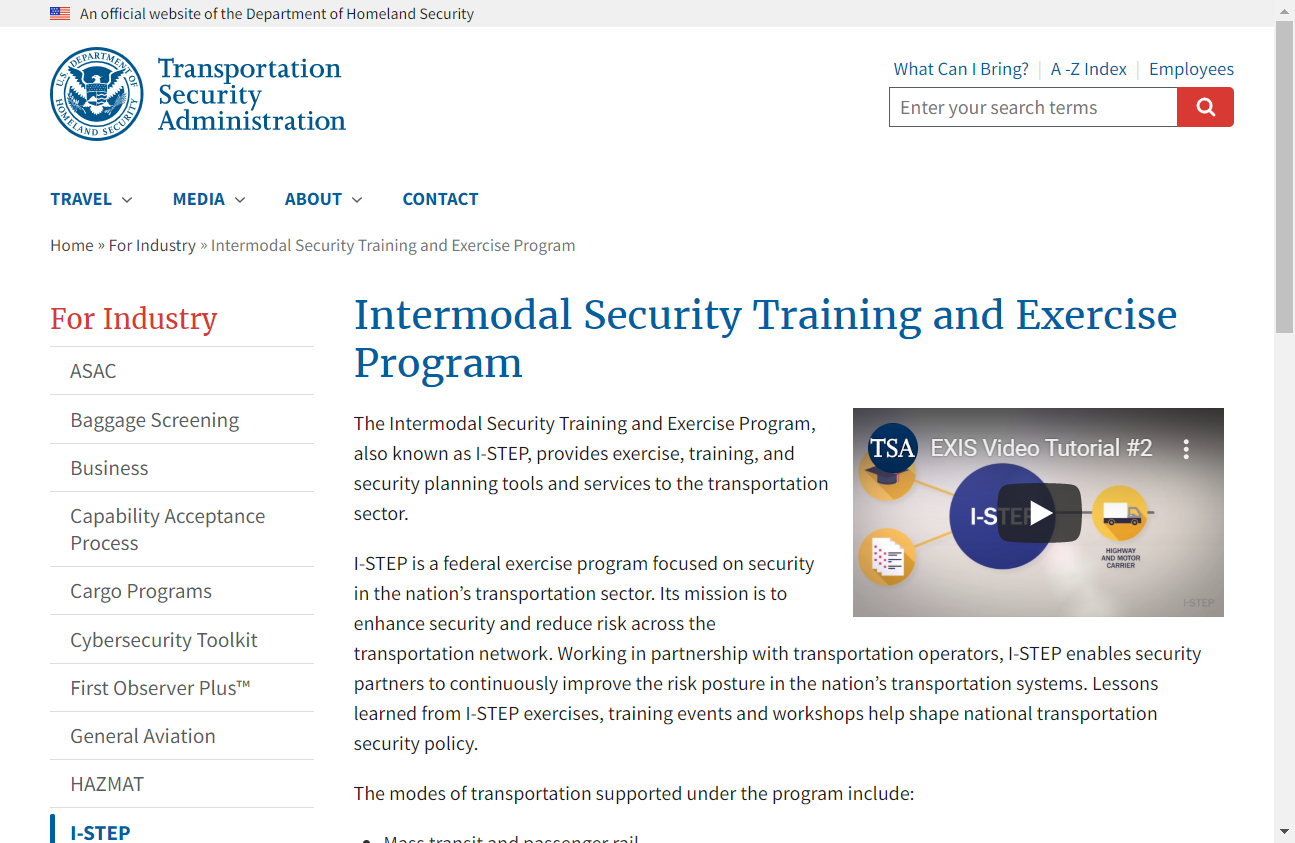 An official website of the Department of Homeland Security
U.S. DEPARTMENT OF HOMELAND SECURITY
Transportation
Security
Administration
What Can I Bring?
A -Z Index
Employees
Enter your search terms
TRAVEL
MEDIA
ABOUT
CONTACT
Home » For Industry » Intermodal Security Training and Exercise Program
For Industry
ASAC
Baggage Screening
Business
Capability Acceptance
Process
Cargo Programs
Cybersecurity Toolkit
First Observer Plus™
General Aviation
HAZMAT
I-STEP
Intermodal Security Training and Exercise
Program
The Intermodal Security Training and Exercise Program,
also known as I-STEP, provides exercise, training, and
security planning tools and services to the transportation
sector.
TSA
EXIS Video Tutorial #2
I-STEP
HIGHWAY
AND MOTOR
CARRIER
I-STEP
I-STEP is a federal exercise program focused on security
in the nation’s transportation sector. Its mission is to
enhance security and reduce risk across the
transportation network. Working in partnership with transportation operators, I-STEP enables security
partners to continuously improve the risk posture in the nation’s transportation systems. Lessons
learned from I-STEP exercises, training events and workshops help shape national transportation
security policy.
The modes of transportation supported under the program include:
• Mass transit and passenger rail